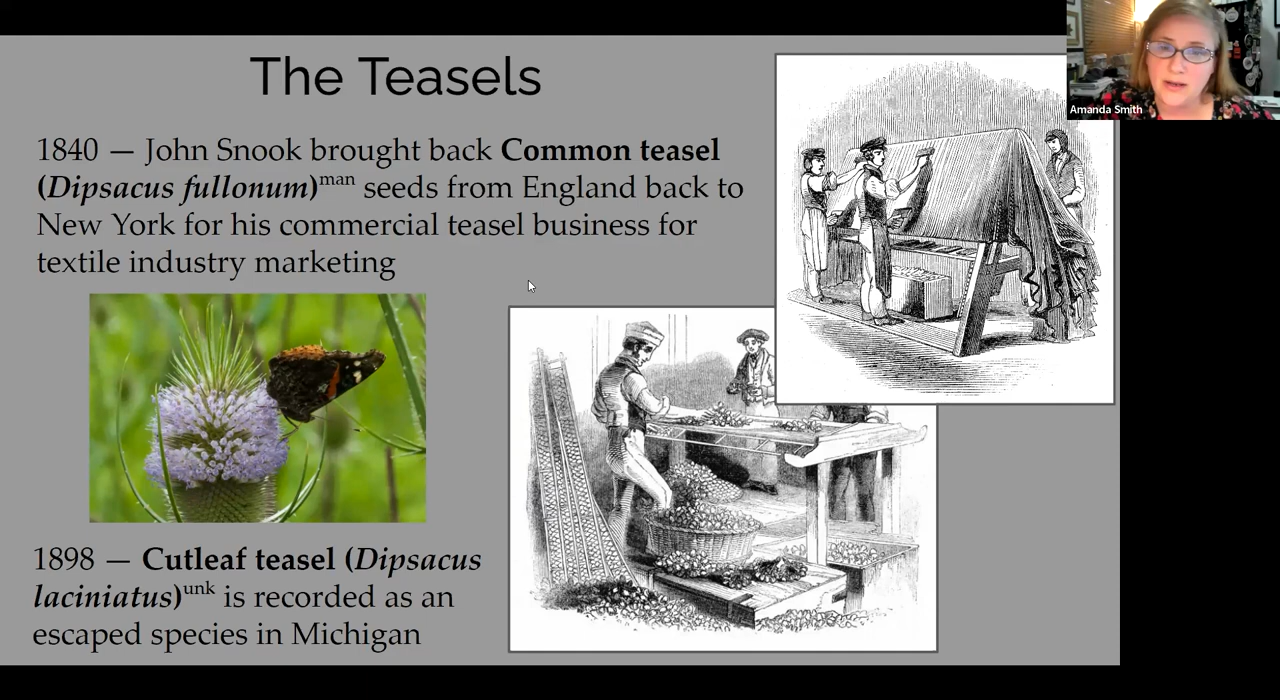 The Teasels
1840 — John Snook brought back Common teasel
(Dipsacus fullonum)man seeds from England back to
New York for his commercial teasel business for
textile industry marketing
1898 — Cutleaf teasel (Dipsacus
laciniatus)unk is recorded as an
escaped species in Michigan
Amanda Smith